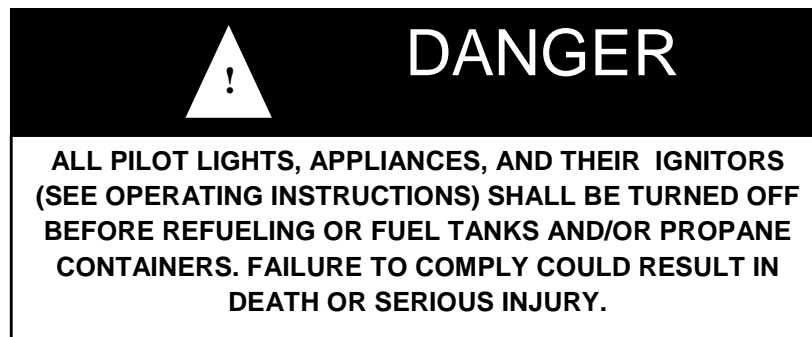 ! DANGER
ALL PILOT LIGHTS, APPLIANCES, AND THEIR IGNITORS
(SEE OPERATING INSTRUCTIONS) SHALL BE TURNED OFF
BEFORE REFUELING OR FUEL TANKS AND/OR PROPANE
CONTAINERS. FAILURE TO COMPLY COULD RESULT IN
DEATH OR SERIOUS INJURY.